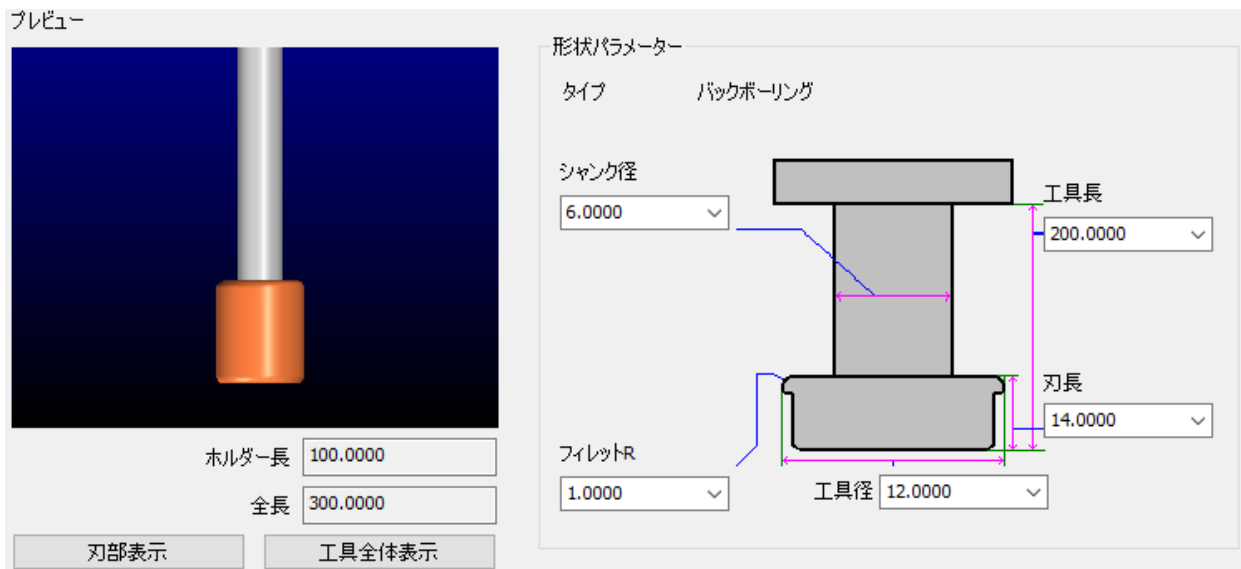 プレビュー
形状パラメーター
タイプ バックボーリング
シャンク径
6.0000
工具長
200.0000
刃長
14.0000
フィレットR
1.0000
工具径 12.0000
ホルダー長 100.0000
全長 300.0000
刃部表示 工具全体表示